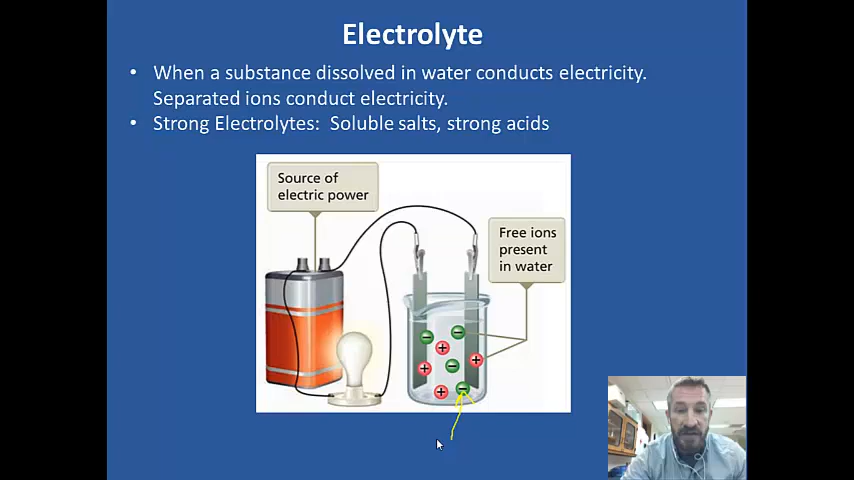 Electrolyte
• When a substance dissolved in water conducts electricity.
Separated ions conduct electricity.
• Strong Electrolytes: Soluble salts, strong acids
Source of
electric power
Free ions
present
in water